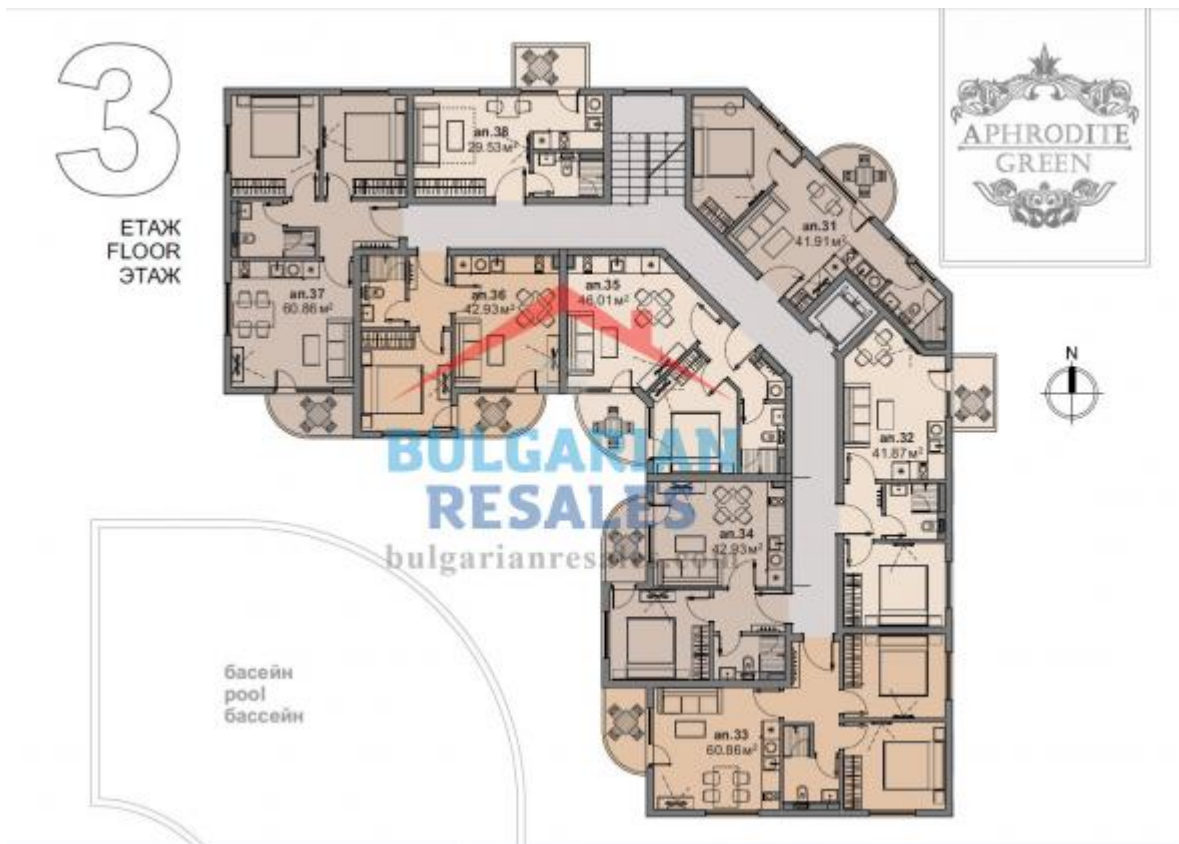 3
ЕТАЖ
FLOOR
ЭТАЖ
APHRODITE
GREEN
ап.38
29.53м²
ап.31
41.91м²
ап.37
60.86м²
ап.36
42.93м²
ап.35
46.01м²
N
ап.32
41.87м²
BULGARIAN
RESALES
bulgarianresales.com
ап.34
42.93м²
басейн
pool
бассейн
ап.33
60.86м²